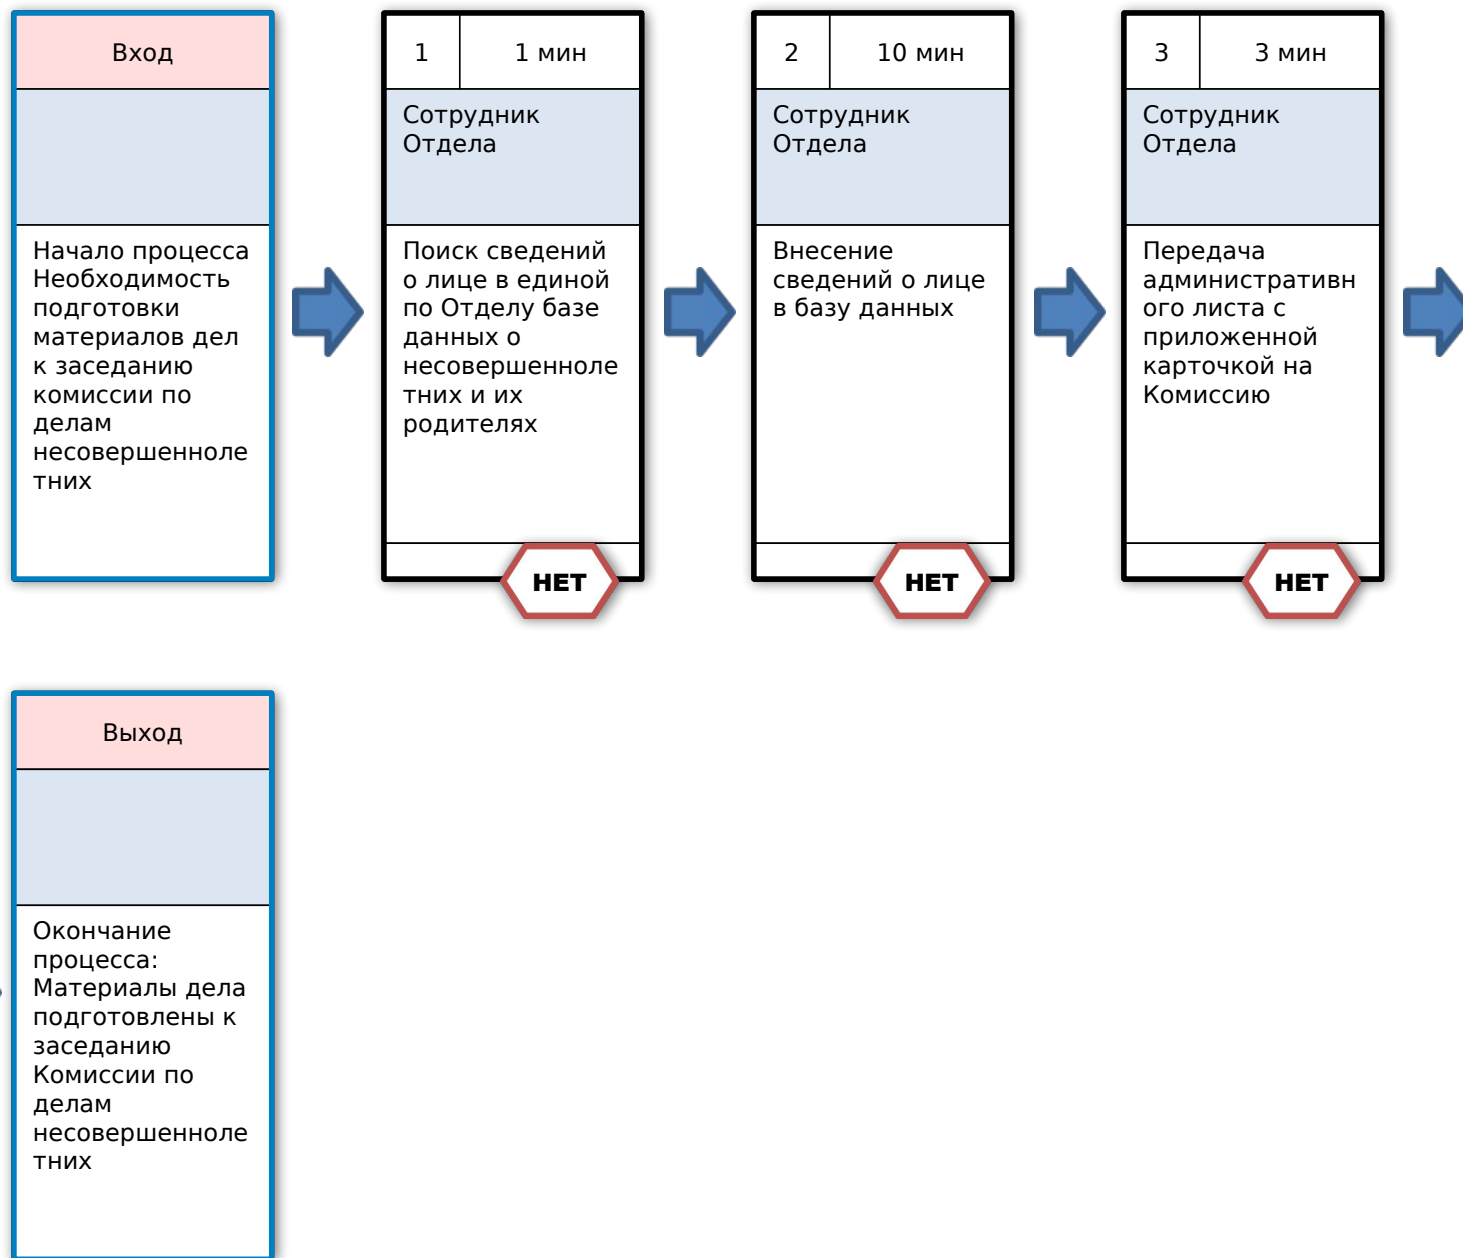 Вход
Начало процесса
Необходимость
подготовки
материалов дел
к заседанию
комиссии по
делам
несовершенноле
тних
1
1 мин
Сотрудник
Отдела
Поиск сведений
о лице в единой
по Отделу базе
данных о
несовершенноле
тних и их
родителях
НЕТ
2
10 мин
Сотрудник
Отдела
Внесение
сведений о лице
в базу данных
НЕТ
3
3 мин
Сотрудник
Отдела
Передача
административн
ого листа с
приложенной
карточкой на
Комиссию
НЕТ
Выход
Окончание
процесса:
Материалы дела
подготовлены к
заседанию
Комиссии по
делам
несовершенноле
тних